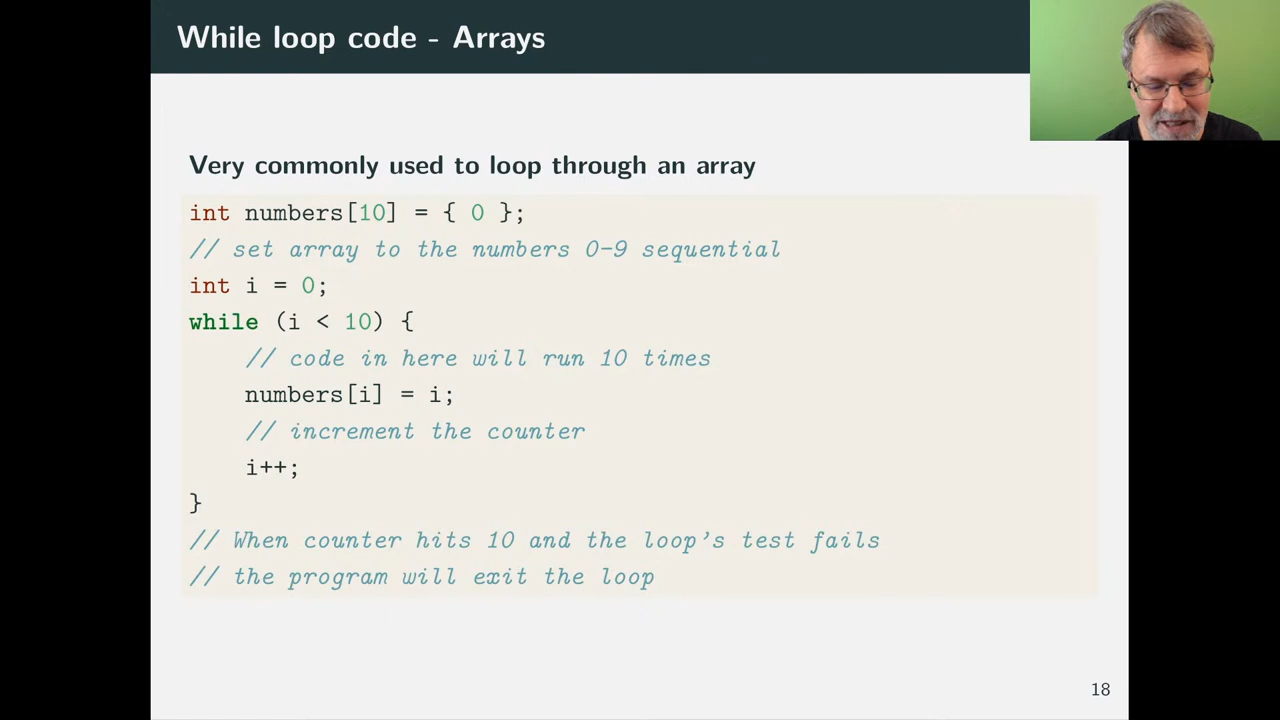 While loop code - Arrays
Very commonly used to loop through an array
int numbers[10] = { 0 };
// set array to the numbers 0-9 sequential
int i = 0;
while (i < 10) {
// code in here will run 10 times
numbers[i] = i;
// increment the counter
i++;
}
// When counter hits 10 and the loop's test fails
// the program will exit the loop
18